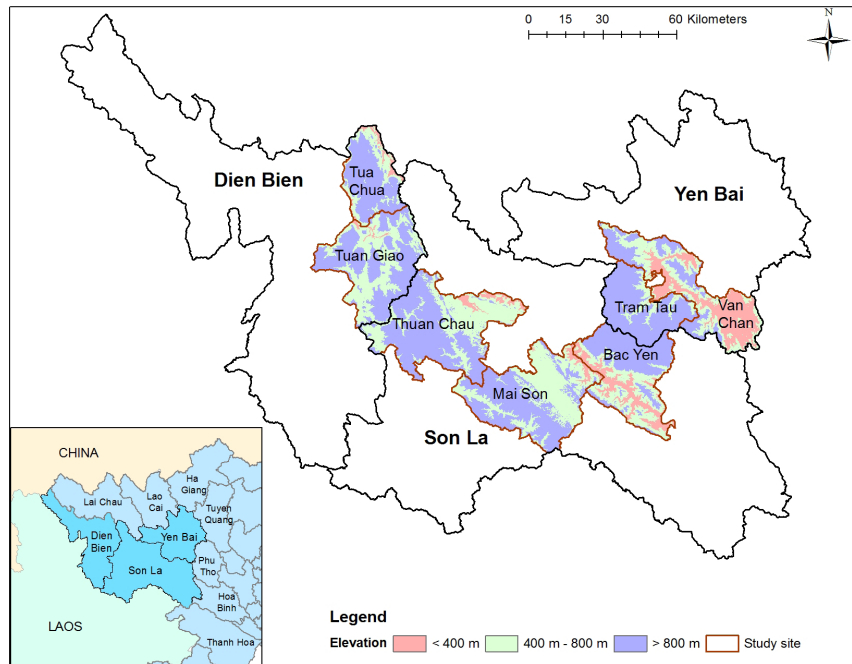 0 15 30 60 Kilometers
N
Dien Bien
Tua
Chua
Yen Bai
Tuan Giao
Tram Tau
Van
Chan
Thuan Chau
Bac Yen
Mai Son
Son La
CHINA
Ha
Giang
Lai Chau
Lao
Cai
Tuyen
Quang
Dien
Bien
Yen Bai
Phu
Tho
Son La
Hoa
Binh
LAOS
Thanh Hoa
Legend
Elevation < 400 m 400 m - 800 m > 800 m Study site